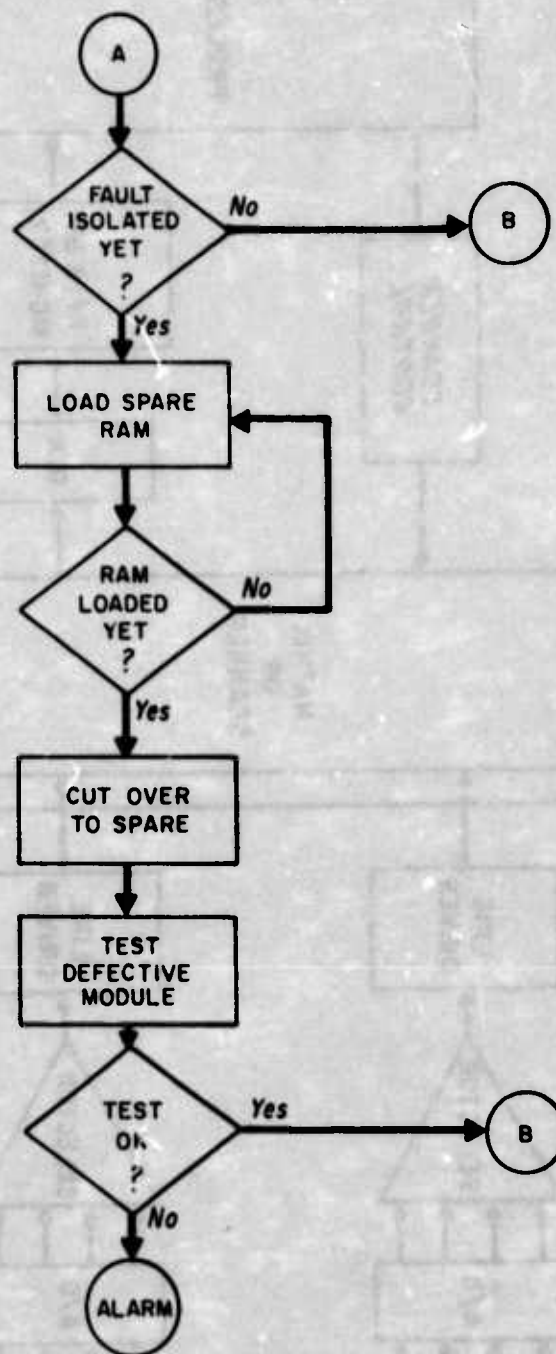 A
FAULT
ISOLATED
YET
?
No
B
Yes
LOAD SPARE
RAM
RAM
LOADED
YET
?
No
Yes
CUT OVER
TO SPARE
TEST
DEFECTIVE
MODULE
TEST
OK
?
Yes
B
No
ALARM